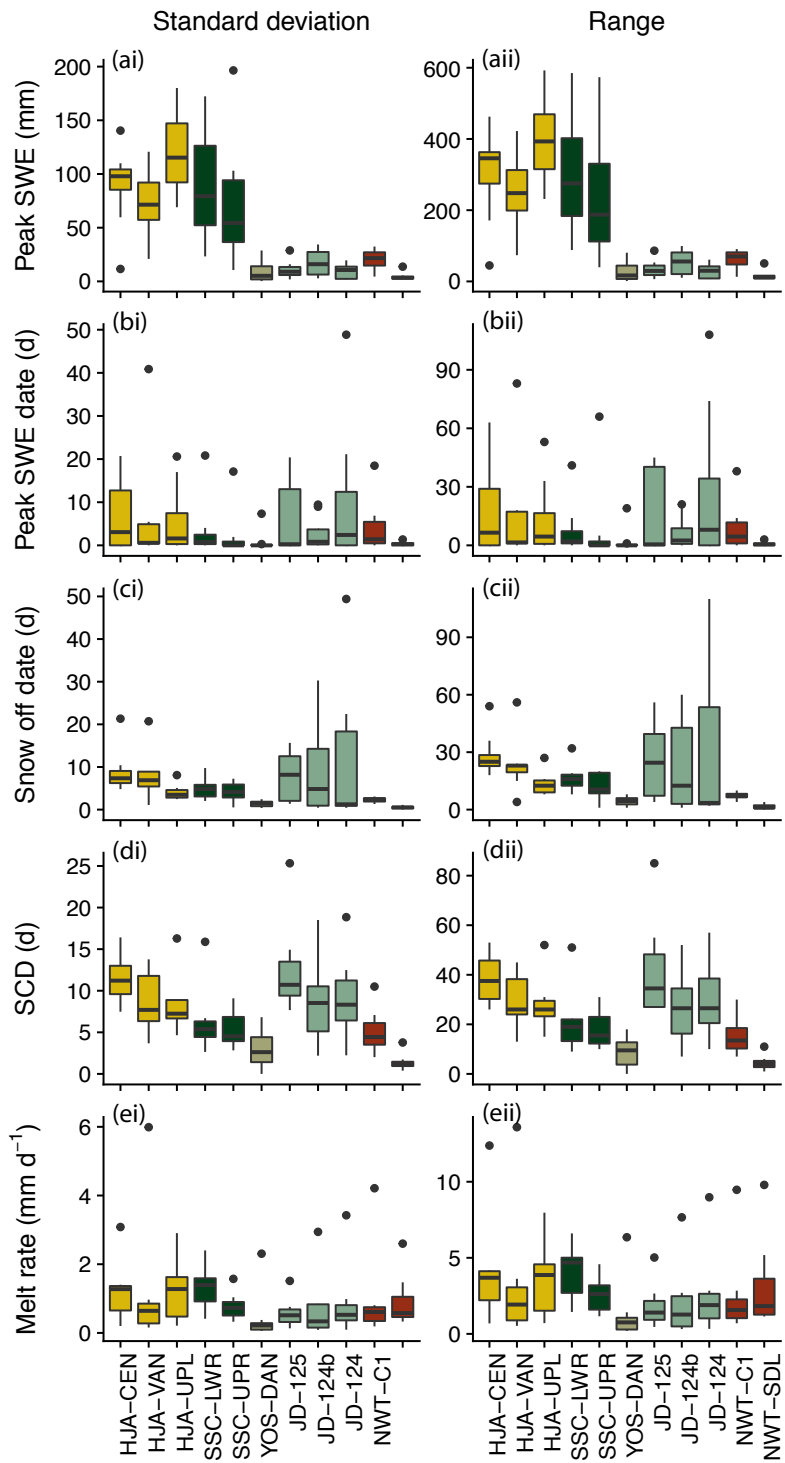 Standard deviation
Range
Peak SWE (mm)
(ai)
200
150
100
50
0
(aii)
600
400
200
0
Peak SWE date (d)
(bi)
50
40
30
20
10
0
(bii)
90
60
30
0
Snow off date (d)
(ci)
50
40
30
20
10
0
(cii)
90
60
30
0
SCD (d)
(di)
25
20
15
10
5
0
(dii)
80
60
40
20
0
Melt rate (mm d⁻¹)
(ei)
6
4
2
0
(eii)
10
5
0
HJA−CEN
HJA−VAN
HJA−UPL
SSC−LWR
SSC−UPR
YOS−DAN
JD−125
JD−124b
JD−124
NWT−C1
HJA−CEN
HJA−VAN
HJA−UPL
SSC−LWR
SSC−UPR
YOS−DAN
JD−125
JD−124b
JD−124
NWT−C1
NWT−SDL